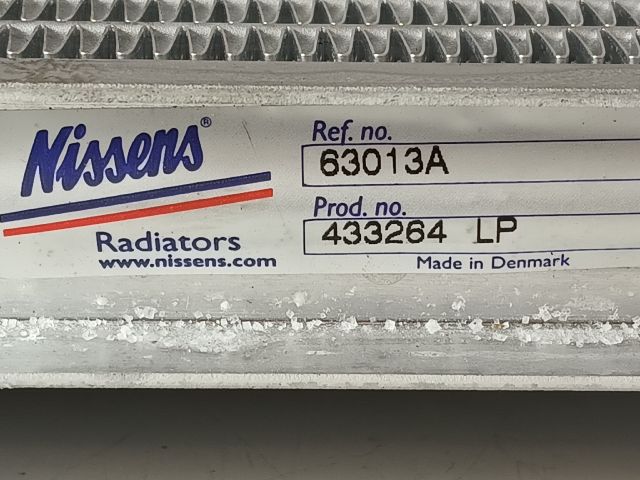 Nissens®
Radiators
www.nissens.com
Ref. no.
63013A
Prod. no.
433264 LP
Made in Denmark